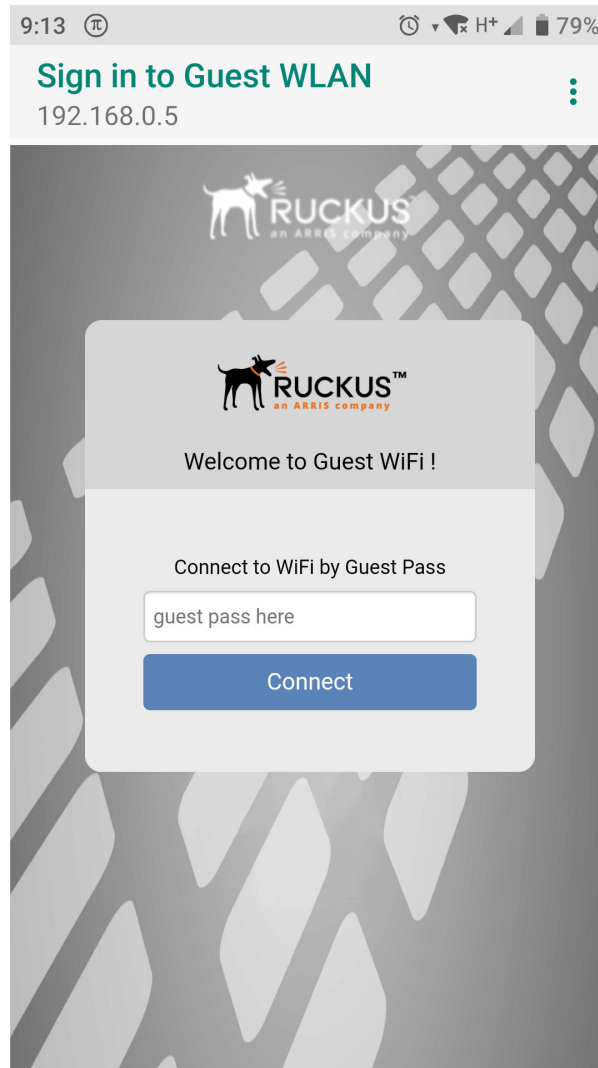 9:13 π H+ 79%
Sign in to Guest WLAN
192.168.0.5
RUCKUS
an ARRIS company
RUCKUS™
an ARRIS company
Welcome to Guest WiFi !
Connect to WiFi by Guest Pass
guest pass here
Connect